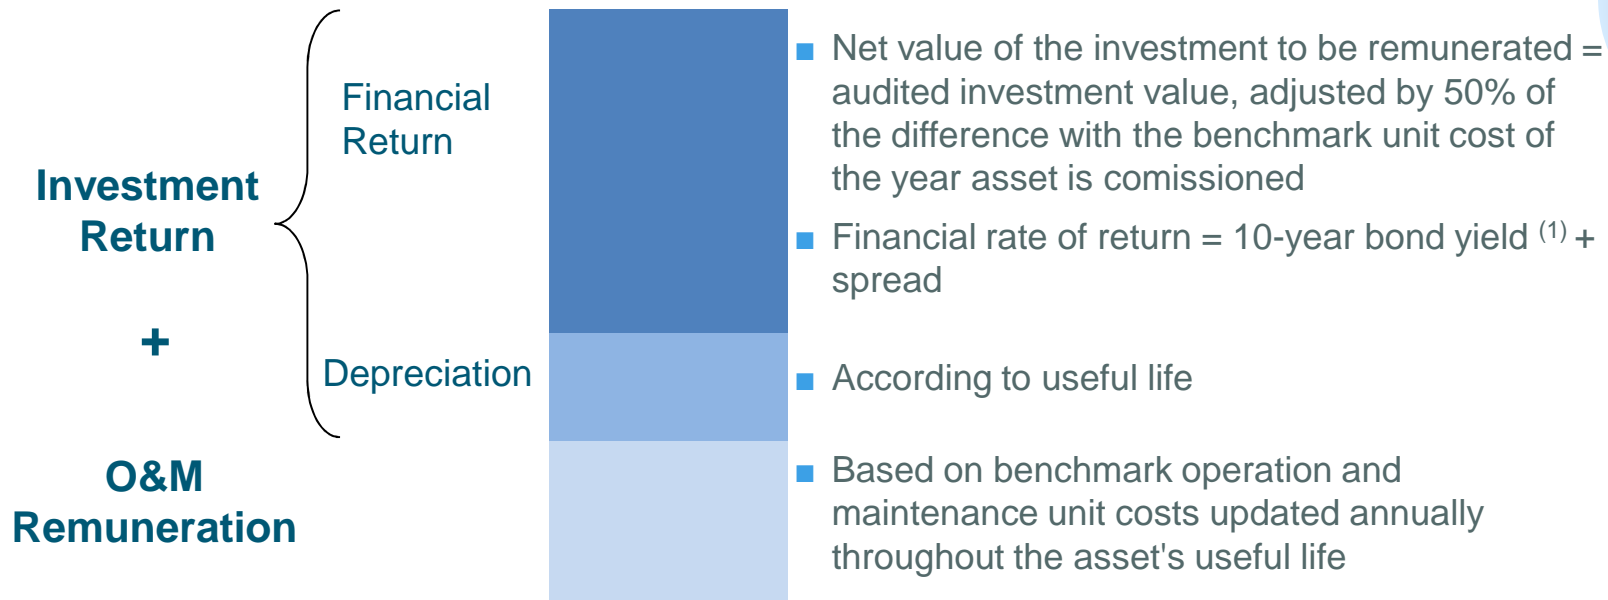 Investment
Return
+
O&M
Remuneration
Financial
Return
Depreciation
■ Net value of the investment to be remunerated =
audited investment value, adjusted by 50% of
the difference with the benchmark unit cost of
the year asset is comissioned
■ Financial rate of return = 10-year bond yield (1) +
spread
■ According to useful life
■ Based on benchmark operation and
maintenance unit costs updated annually
throughout the asset's useful life